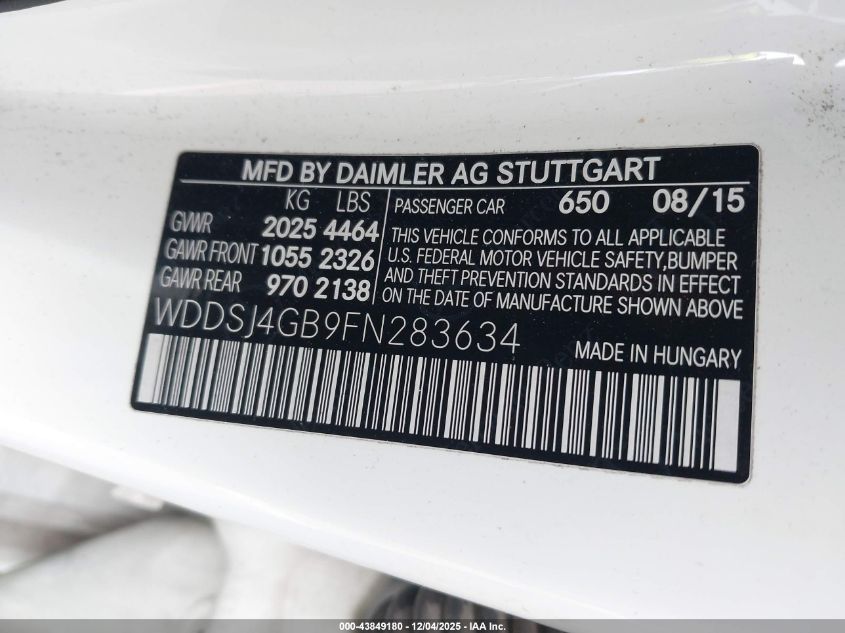 MFD BY DAIMLER AG STUTTGART
KG LBS
GVWR 2025 4464
GAWR FRONT 1055 2326
GAWR REAR 970 2138
PASSENGER CAR 650 08/15
THIS VEHICLE CONFORMS TO ALL APPLICABLE
U.S. FEDERAL MOTOR VEHICLE SAFETY,BUMPER
AND THEFT PREVENTION STANDARDS IN EFFECT
ON THE DATE OF MANUFACTURE SHOWN ABOVE
WDDSJ4GB9FN283634
MADE IN HUNGARY
000-43849180 - 12/04/2025 - IAA Inc.